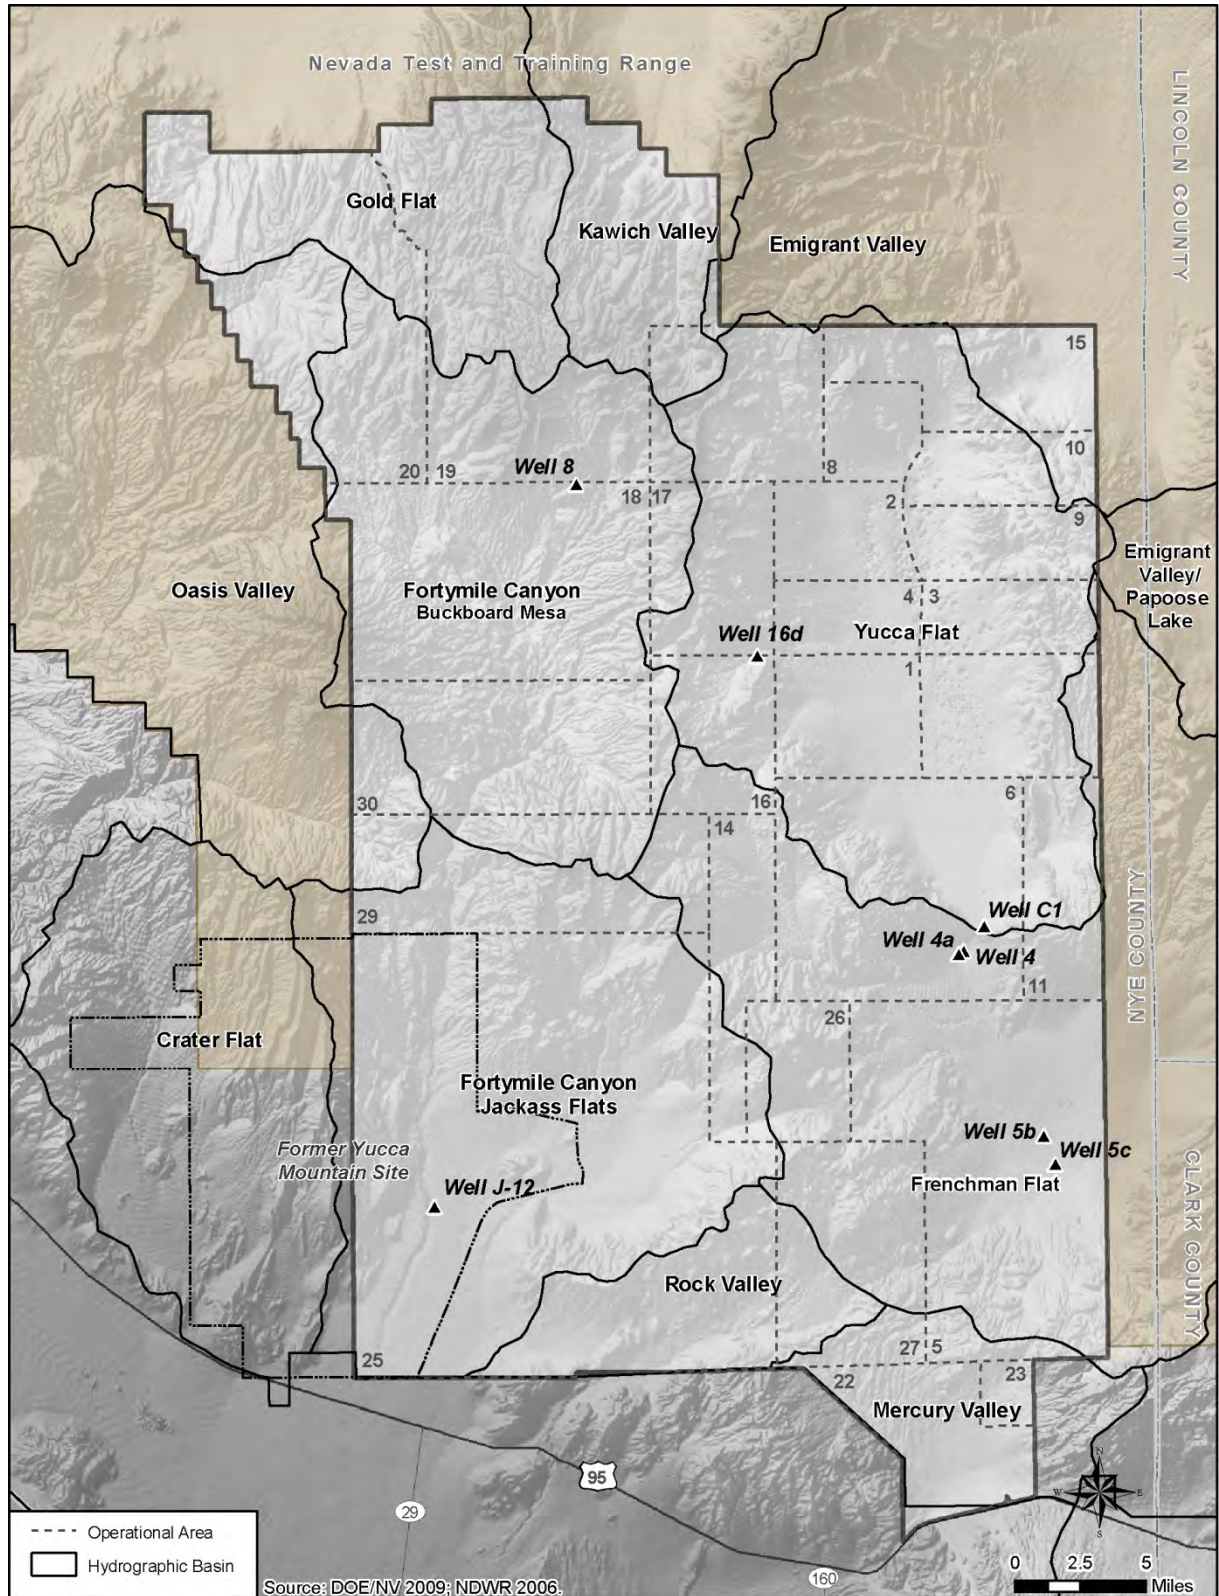 Nevada Test and Training Range
LINCOLN COUNTY
Gold Flat
Kawich Valley
Emigrant Valley
15
10
20
19
Well 8
18
17
8
2
9
Emigrant
Valley/
Papoose
Lake
Oasis Valley
Fortymile Canyon
Buckboard Mesa
4
3
Well 16d
Yucca Flat
1
30
16
6
14
29
Well C1
Well 4a
Well 4
NYE COUNTY
11
26
Crater Flat
Fortymile Canyon
Jackass Flats
Former Yucca
Mountain Site
Well 5b
Well 5c
Frenchman Flat
CLARK COUNTY
Well J-12
Rock Valley
25
27
5
22
23
Mercury Valley
N
W
E
S
95
29
160
Operational Area
Hydrographic Basin
Source: DOE/NV 2009; NDWR 2006.
0
2.5
5
Miles